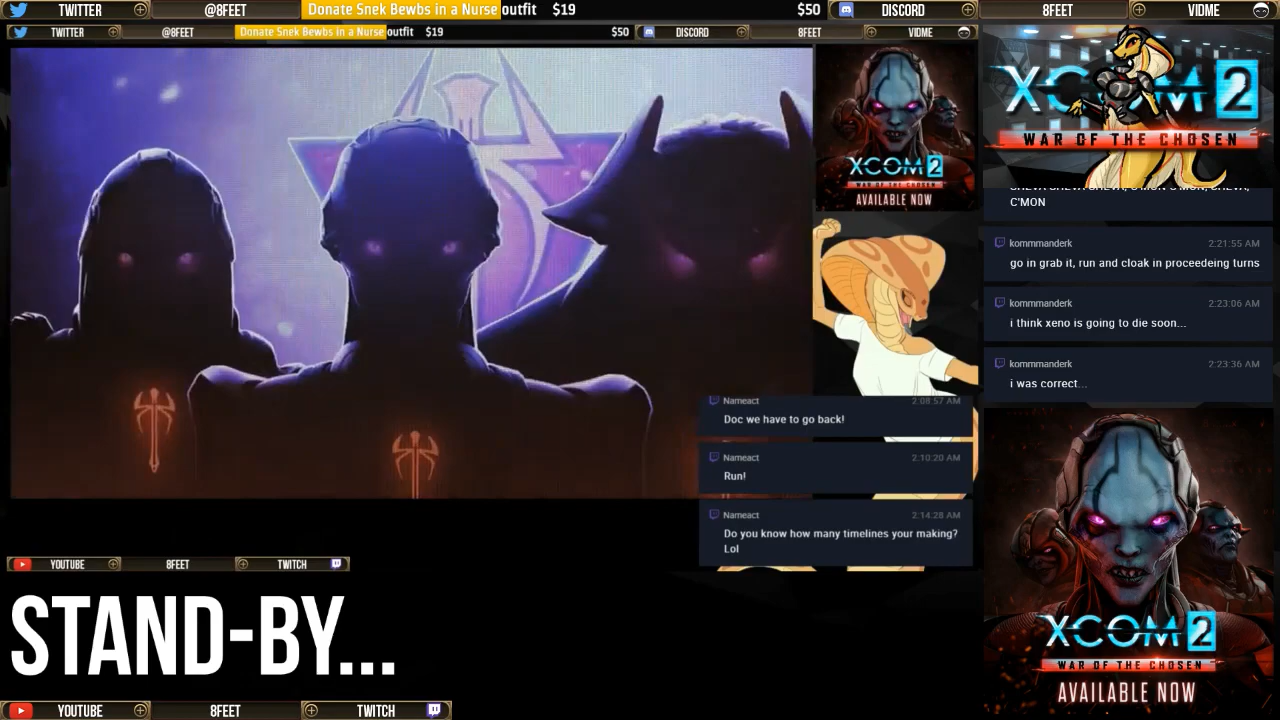 TWITTER @8FEET Donate Snek Bewbs in a Nurse outfit $19 $50 DISCORD 8FEET VIDME
TWITTER @8FEET Donate Snek Bewbs in a Nurse outfit $19 $50 DISCORD 8FEET VIDME
XCOM 2
WAR OF THE CHOSEN
AVAILABLE NOW
XCOM 2
WAR OF THE CHOSEN
C'MON
kommmanderk 2:21:55 AM
go in grab it, run and cloak in proceedeing turns
kommmanderk 2:23:06 AM
i think xeno is going to die soon...
kommmanderk 2:23:36 AM
i was correct...
Nameact 2:08:57 AM
Doc we have to go back!
Nameact 2:10:20 AM
Run!
Nameact 2:14:28 AM
Do you know how many timelines your making?
Lol
XCOM 2
WAR OF THE CHOSEN
AVAILABLE NOW
YOUTUBE 8FEET TWITCH
STAND-BY...
YOUTUBE 8FEET TWITCH